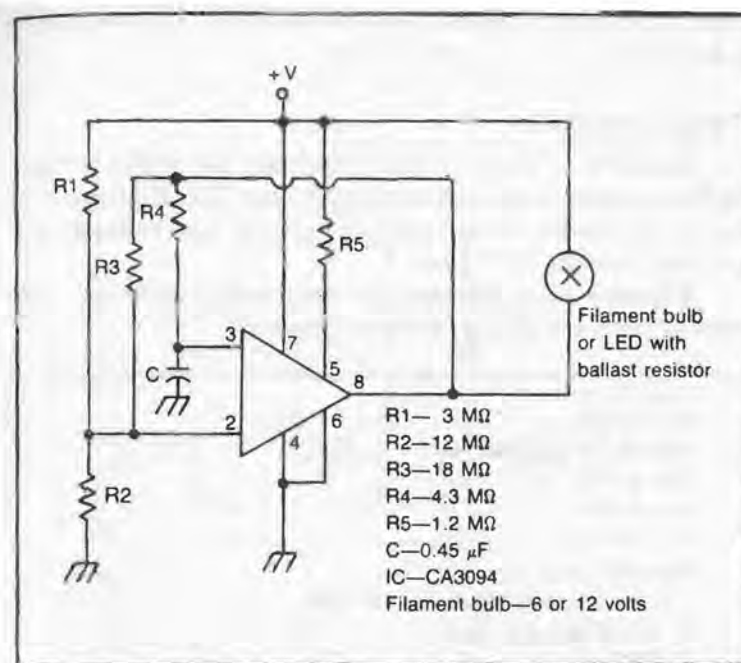 + V
R1
R4
R3
R5
3
7
C
5
8
2
6
4
R2
Filament bulb
or LED with
ballast resistor
R1— 3 MΩ
R2—12 MΩ
R3—18 MΩ
R4—4.3 MΩ
R5—1.2 MΩ
C—0.45 μF
IC—CA3094
Filament bulb—6 or 12 volts